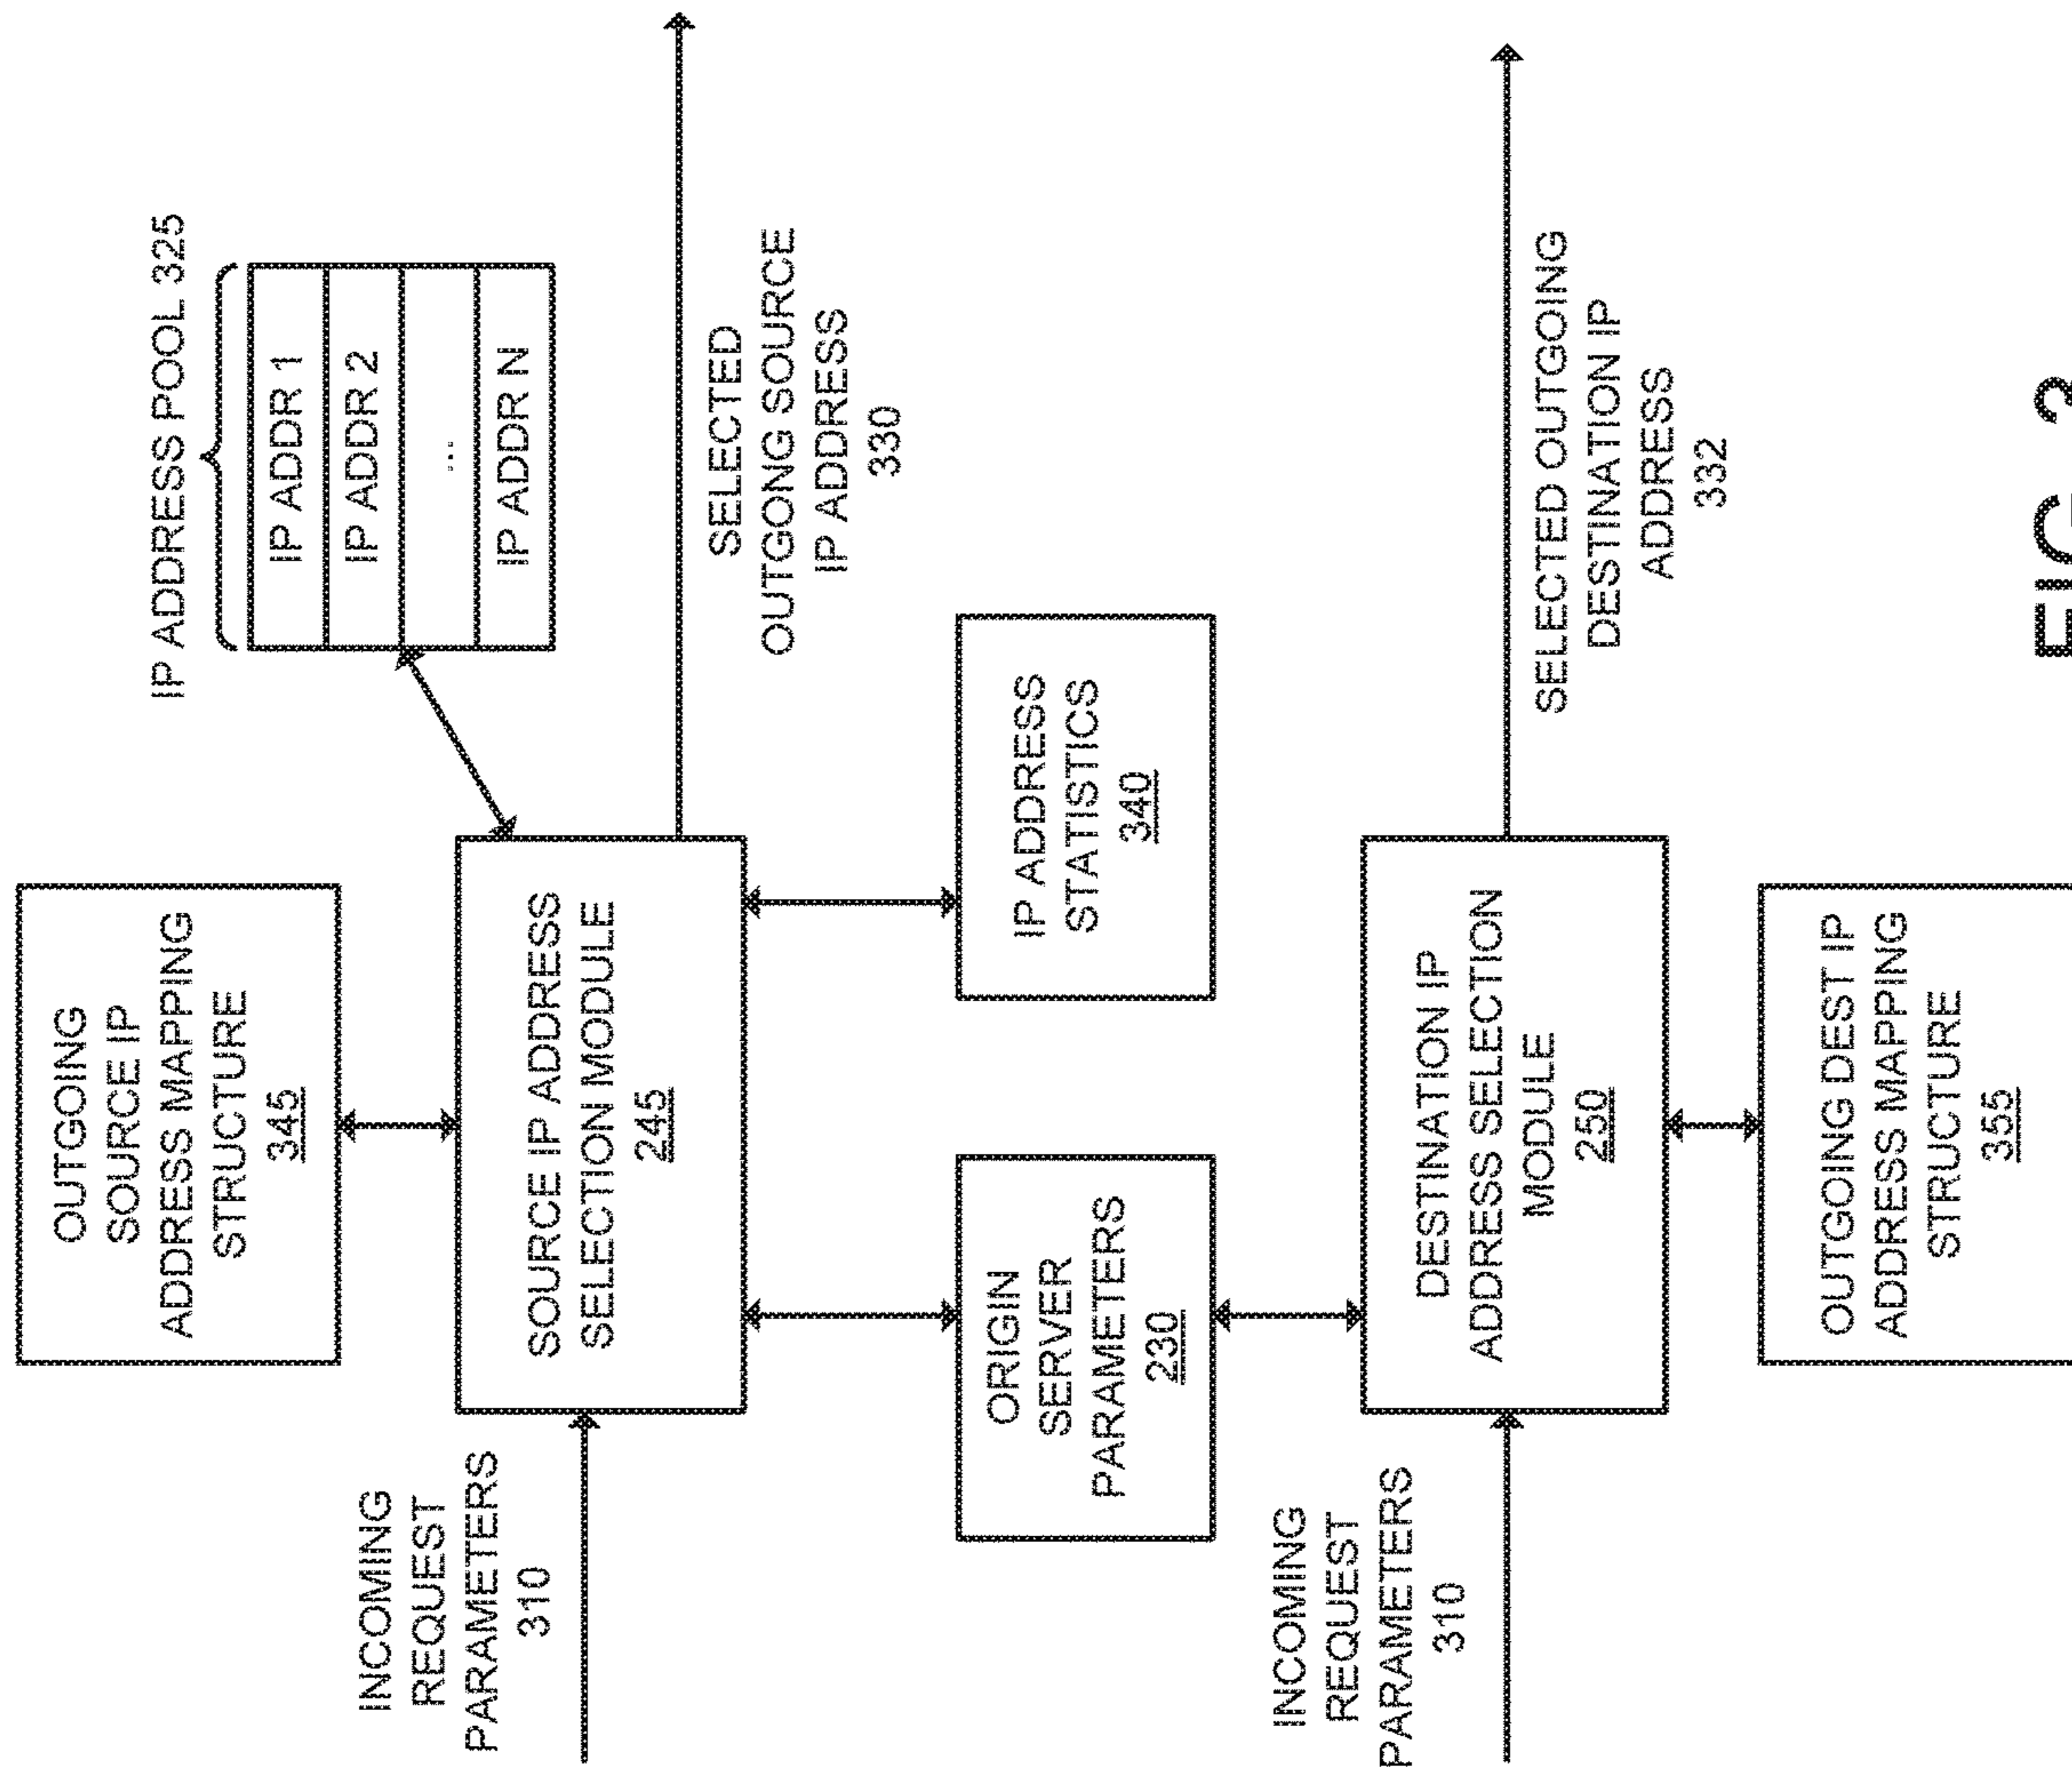 OUTGOING
SOURCE IP
ADDRESS MAPPING
STRUCTURE
345
IP ADDRESS POOL 325
IP ADDR 1
IP ADDR 2
...
IP ADDR N
INCOMING
REQUEST
PARAMETERS
310
SOURCE IP ADDRESS
SELECTION MODULE
245
SELECTED
OUTGONG SOURCE
IP ADDRESS
330
ORIGIN
SERVER
PARAMETERS
230
IP ADDRESS
STATISTICS
340
INCOMING
REQUEST
PARAMETERS
310
DESTINATION IP
ADDRESS SELECTION
MODULE
250
SELECTED OUTGOING
DESTINATION IP
ADDRESS
332
OUTGOING DEST IP
ADDRESS MAPPING
STRUCTURE
355
FIG